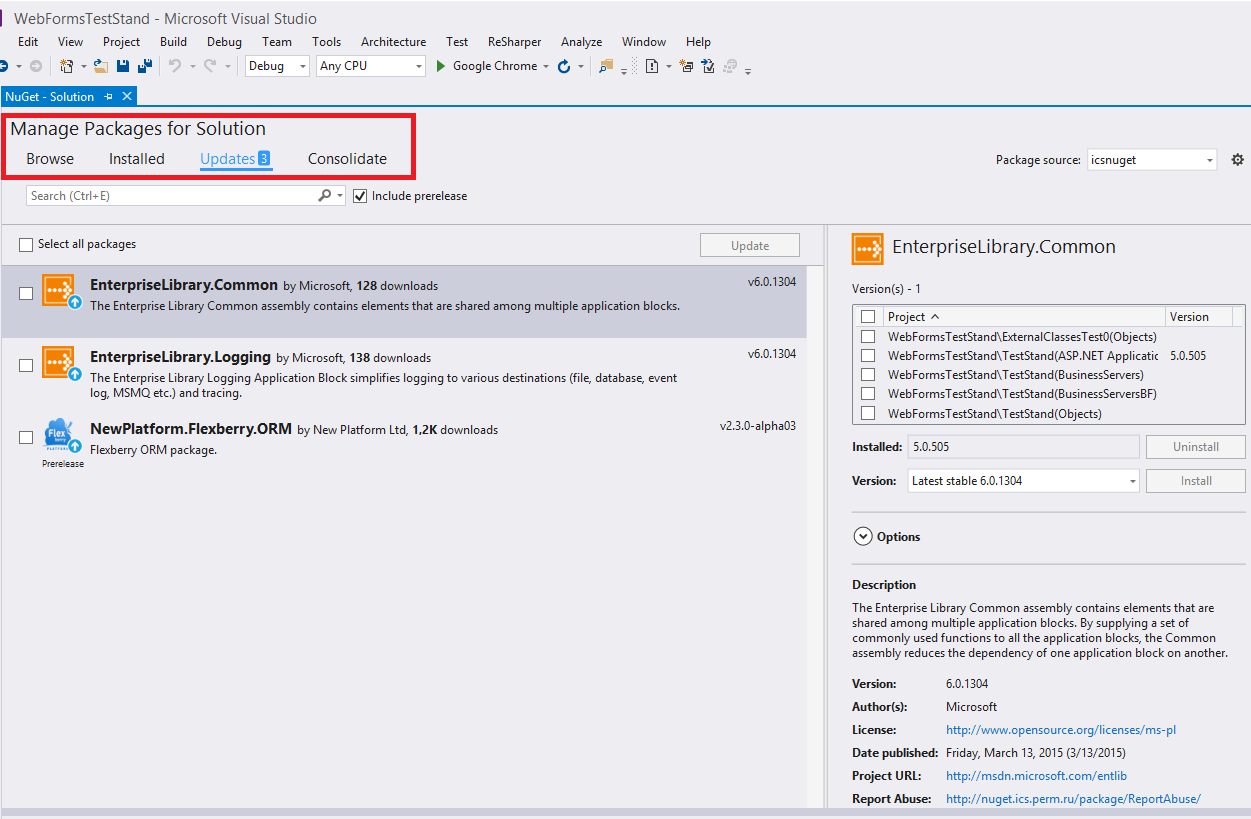 WebFormsTestStand - Microsoft Visual Studio
Edit View Project Build Debug Team Tools Architecture Test ReSharper Analyze Window Help
Debug Any CPU Google Chrome
NuGet - Solution
Manage Packages for Solution
Browse Installed Updates 3 Consolidate
Package source: icsnuget
Search (Ctrl+E) Include prerelease
Select all packages Update
EnterpriseLibrary.Common by Microsoft, 128 downloads v6.0.1304
The Enterprise Library Common assembly contains elements that are shared among multiple application blocks.
EnterpriseLibrary.Logging by Microsoft, 138 downloads v6.0.1304
The Enterprise Library Logging Application Block simplifies logging to various destinations (file, database, event
log, MSMQ etc.) and tracing.
Flex
berry
PLATFORM
NewPlatform.Flexberry.ORM by New Platform Ltd, 1,2K downloads v2.3.0-alpha03
Flexberry ORM package.
Prerelease
EnterpriseLibrary.Common
Version(s) - 1
Project Version
WebFormsTestStand\ExternalClassesTest0(Objects)
WebFormsTestStand\TestStand(ASP.NET Applicatic 5.0.505
WebFormsTestStand\TestStand(BusinessServers)
WebFormsTestStand\TestStand(BusinessServersBF)
WebFormsTestStand\TestStand(Objects)
Installed: 5.0.505 Uninstall
Version: Latest stable 6.0.1304 Install
Options
Description
The Enterprise Library Common assembly contains elements that are
shared among multiple application blocks. By supplying a set of
commonly used functions to all the application blocks, the Common
assembly reduces the dependency of one application block on another.
Version: 6.0.1304
Author(s): Microsoft
License: http://www.opensource.org/licenses/ms-pl
Date published: Friday, March 13, 2015 (3/13/2015)
Project URL: http://msdn.microsoft.com/entlib
Report Abuse: http://nuget.ics.perm.ru/package/ReportAbuse/